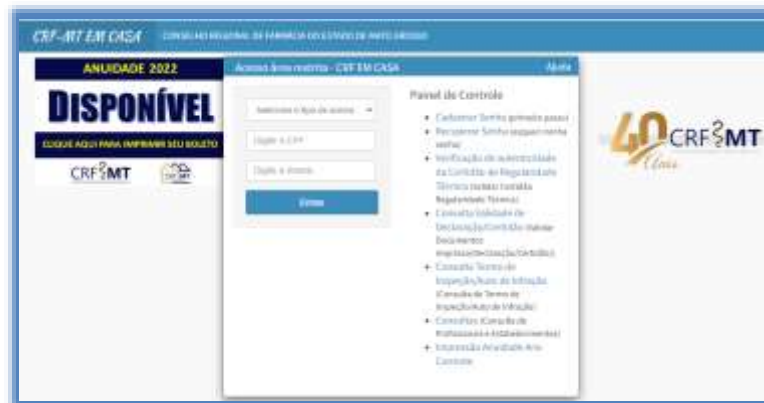 CRF-MT EM CASA CONSELHO REGIONAL DE FARMÁCIA DO ESTADO DE MATO GROSSO
ANUIDADE 2022
DISPONÍVEL
CLIQUE AQUI PARA IMPRIMIR SEU BOLETO
CRF MT
Acesso área restrita - CRF EM CASA Ajuda
Selecione o tipo de acesso
Digite o CPF
Digite a senha
Entrar
Painel de Controle
Cadastrar Senha (primeiro passo)
Recuperar Senha (esqueci minha
senha)
Verificação de autenticidade
da Certidão de Regularidade
Técnica (validar Certidão
Regularidade Técnica)
Consulta Validade de
Declaração/Certidão (Validar
Documentos
Impressos/Declaração/Certidão)
Consulta Termo de
Inspeção/Auto de Infração
(Consulta de Termo de
Inspeção/Auto de Infração)
Consultas (Consulta de
Profissionais e Estabelecimentos)
Impressão Anuidade Ano
Corrente
40 CRF MT
Anos